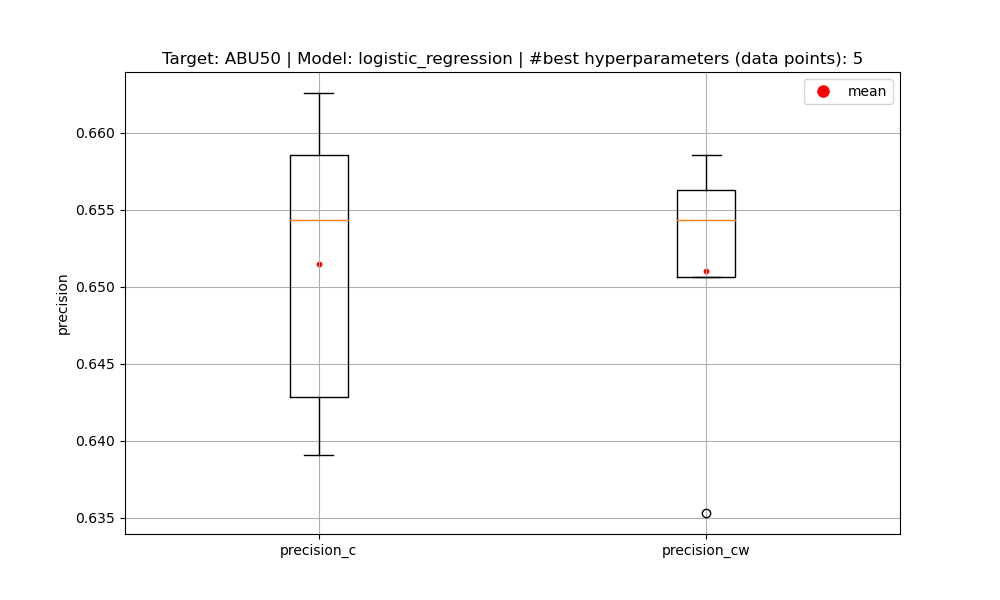 Target: ABU50 | Model: logistic_regression | #best hyperparameters (data points): 5
mean
0.660
0.655
0.650
0.645
0.640
0.635
precision
precision_c
precision_cw